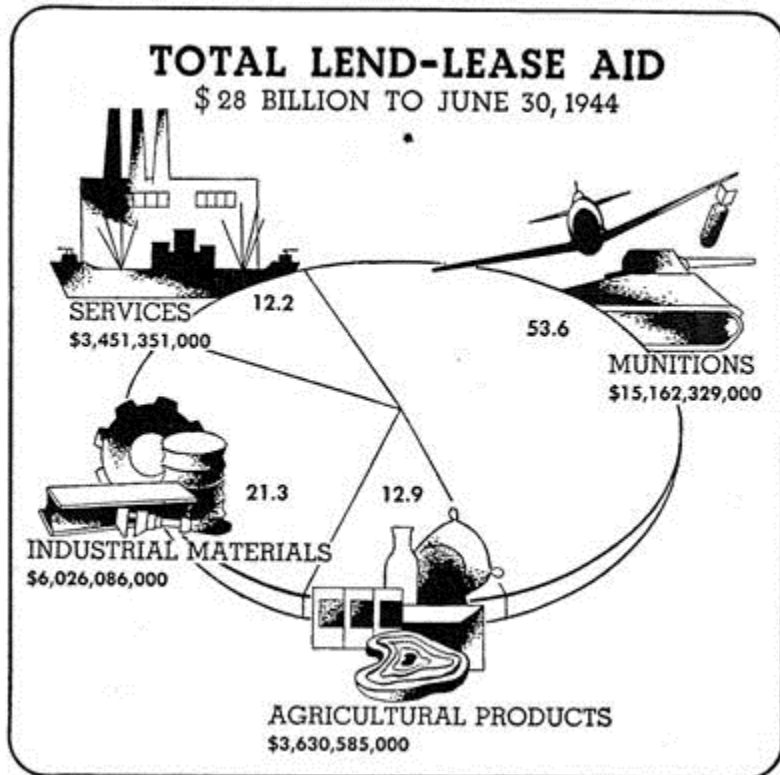 TOTAL LEND-LEASE AID
$28 BILLION TO JUNE 30, 1944
SERVICES
$3,451,351,000
12.2
53.6
MUNITIONS
$15,162,329,000
21.3
12.9
INDUSTRIAL MATERIALS
$6,026,086,000
AGRICULTURAL PRODUCTS
$3,630,585,000